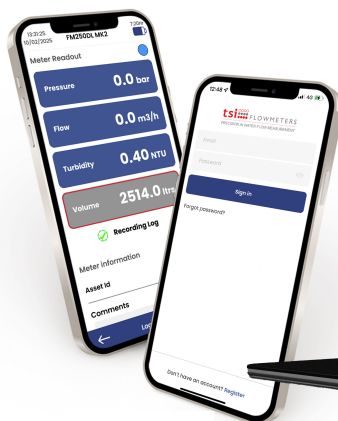 13:31:25
10/02/2025
FM250DL MK2
Meter Readout
Pressure
0.0 bar
Flow
0.0 m3/h
Turbidity
0.40 NTU
Volume
2514.0 ltrs
Recording Log
Meter information
Asset Id
Comments
12:48
4G
tsi FLOWMETERS
PRECISION IN WATER FLOW MEASUREMENT
Email
Password
Sign in
Forgot password?
Don't have an account? Register